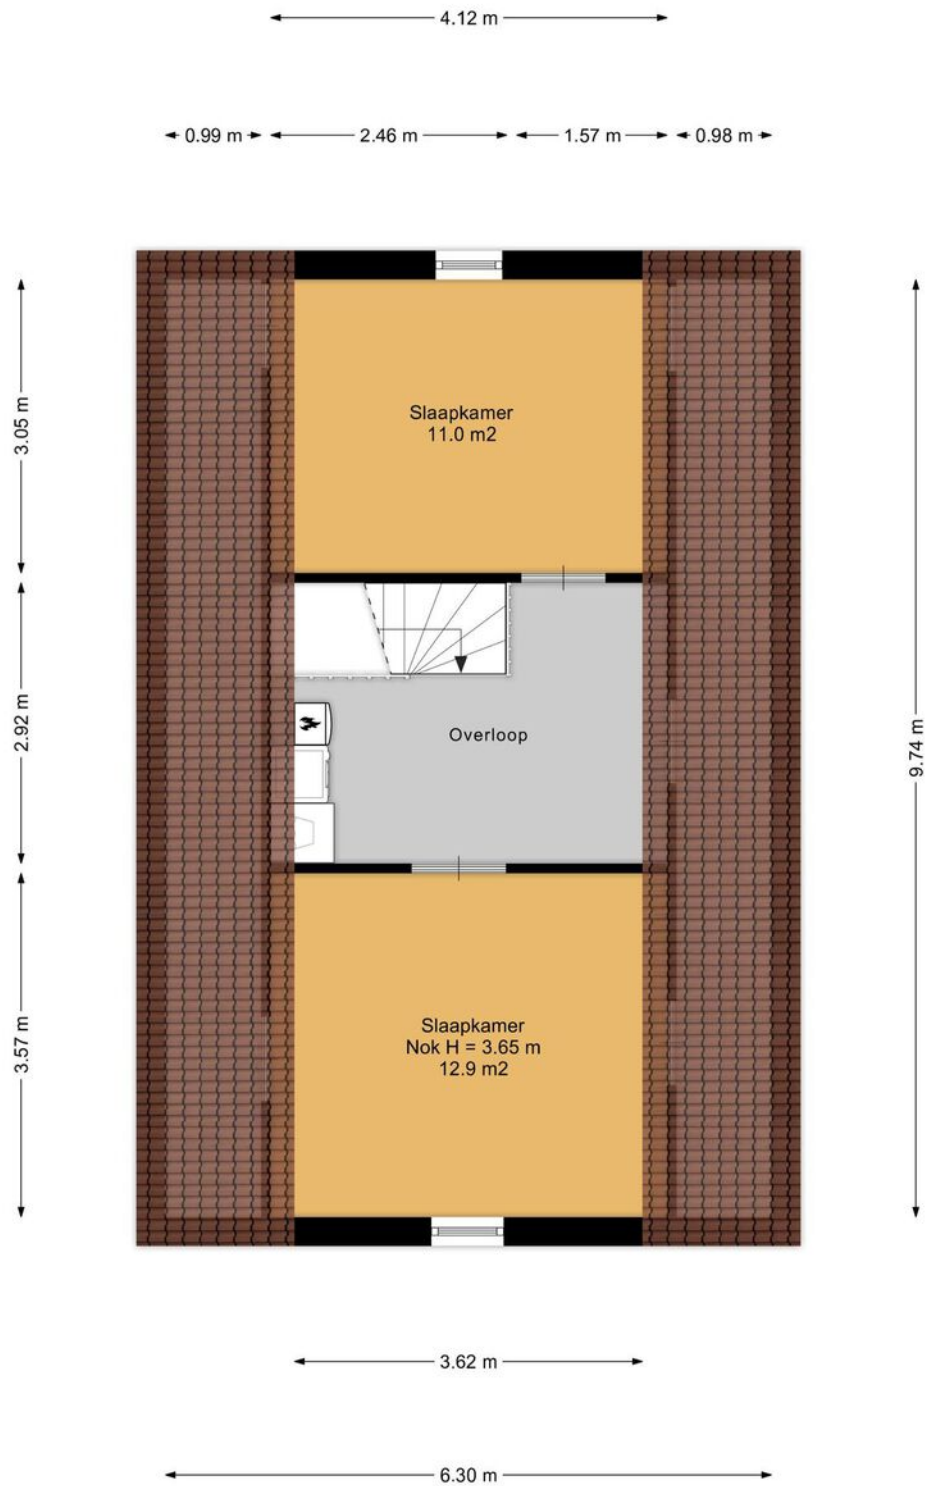 4.12 m
0.99 m
2.46 m
1.57 m
0.98 m
3.05 m
Slaapkamer
11.0 m2
2.92 m
Overloop
9.74 m
3.57 m
Slaapkamer
Nok H = 3.65 m
12.9 m2
3.62 m
6.30 m